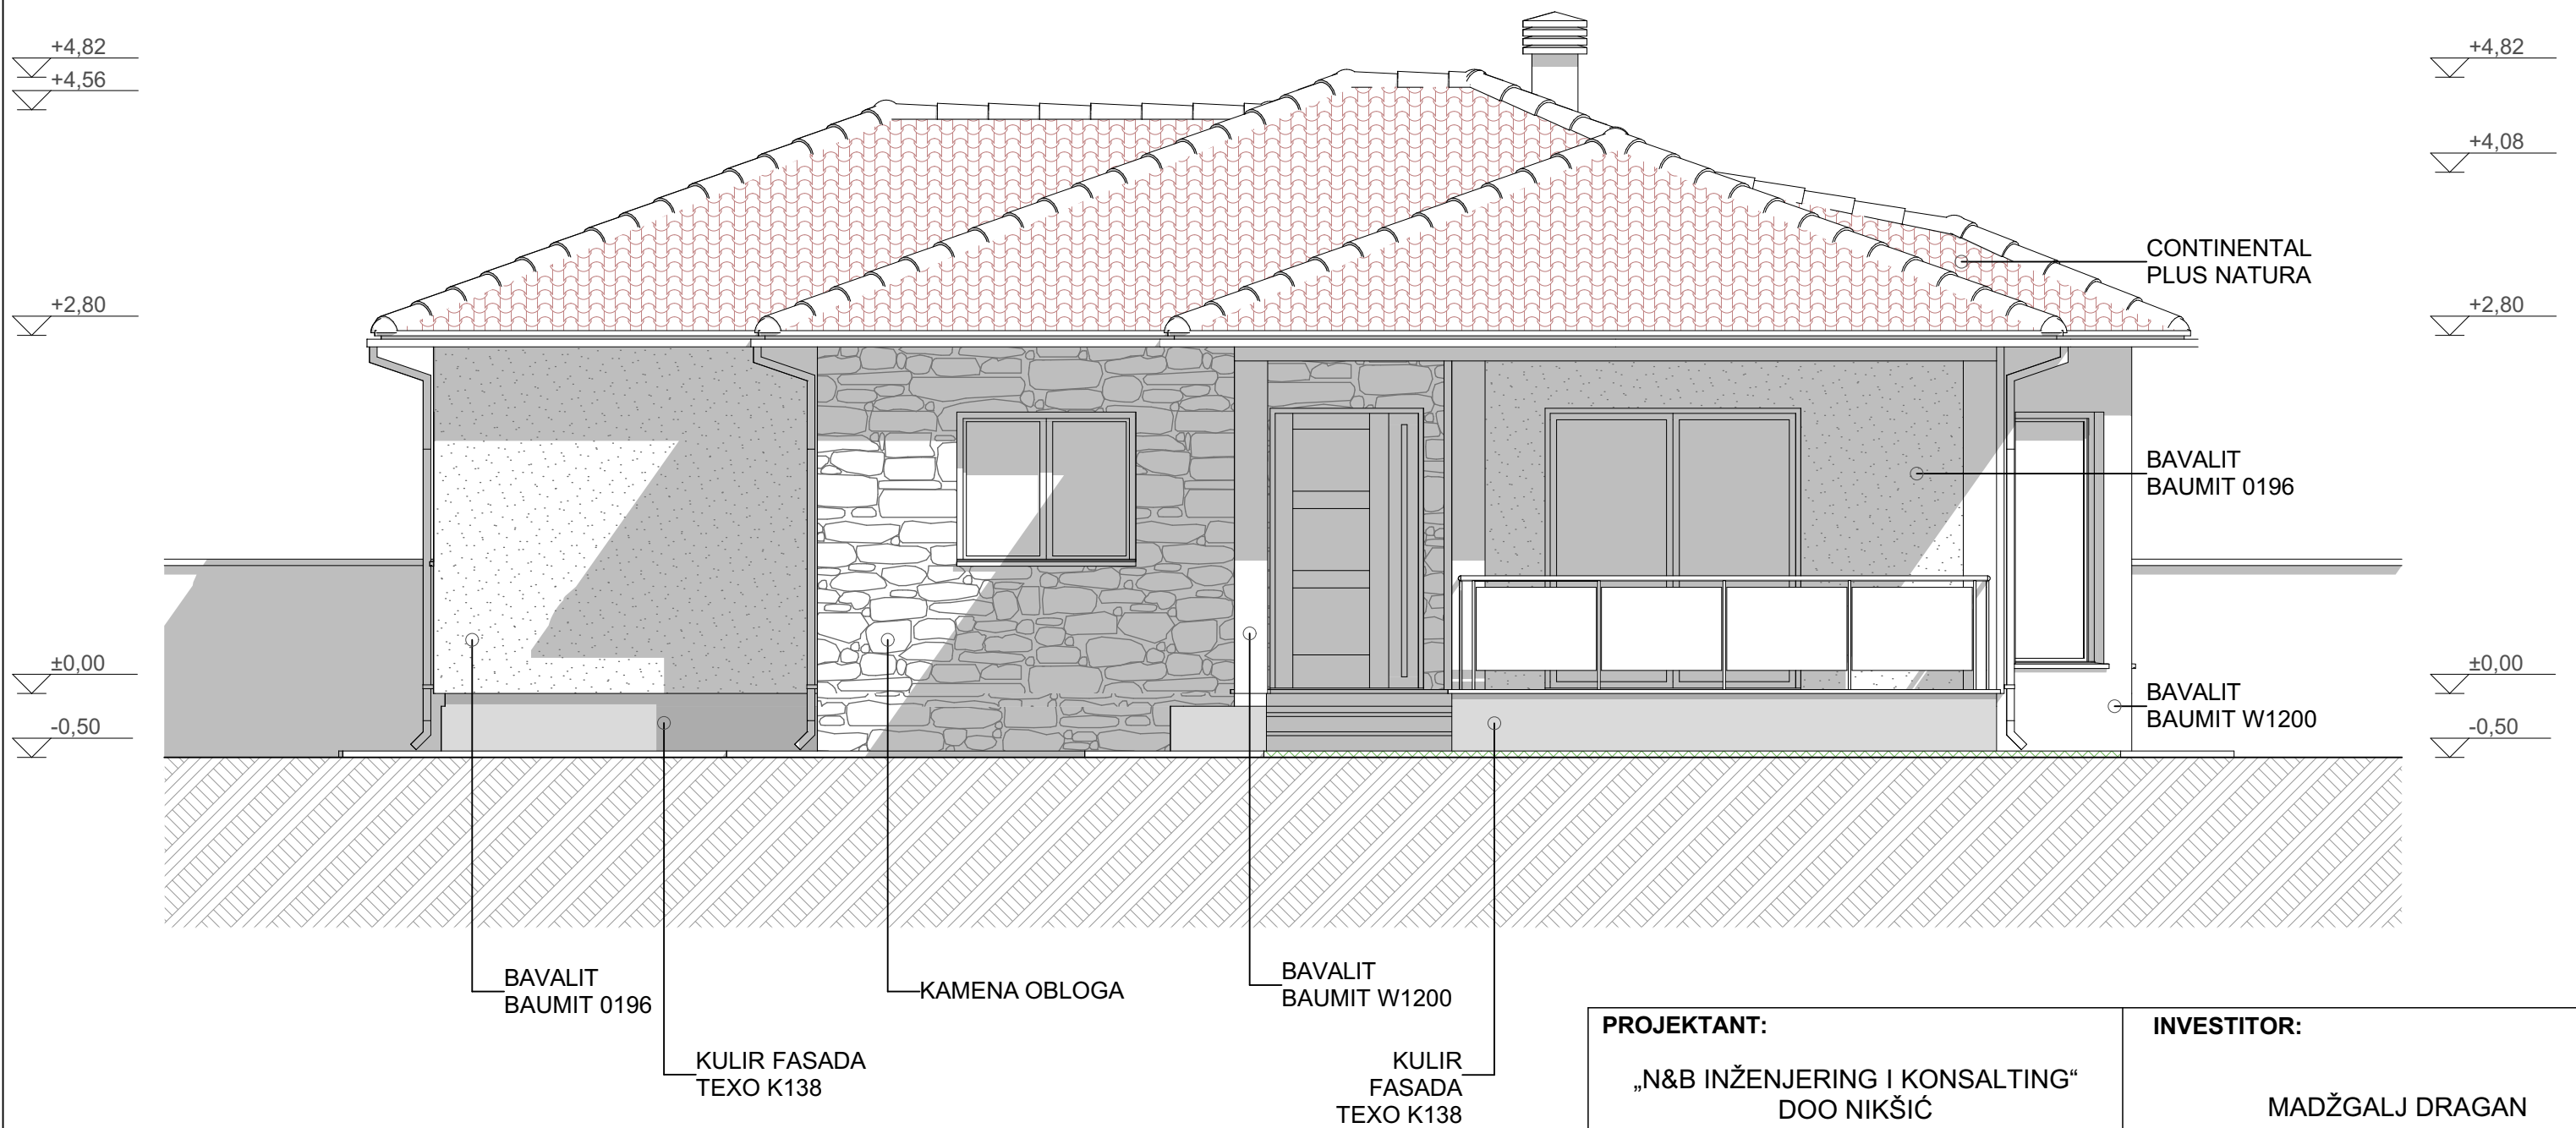 +4,82
+4,56
+2,80
±0,00
-0,50
+4,82
+4,08
+2,80
±0,00
-0,50
CONTINENTAL
PLUS NATURA
BAVALIT
BAUMIT 0196
BAVALIT
BAUMIT W1200
BAVALIT
BAUMIT 0196
KULIR FASADA
TEXO K138
KAMENA OBLOGA
BAVALIT
BAUMIT W1200
KULIR
FASADA
TEXO K138
PROJEKTANT:
„N&B INŽENJERING I KONSALTING“
DOO NIKŠIĆ
INVESTITOR:
MADŽGALJ DRAGAN